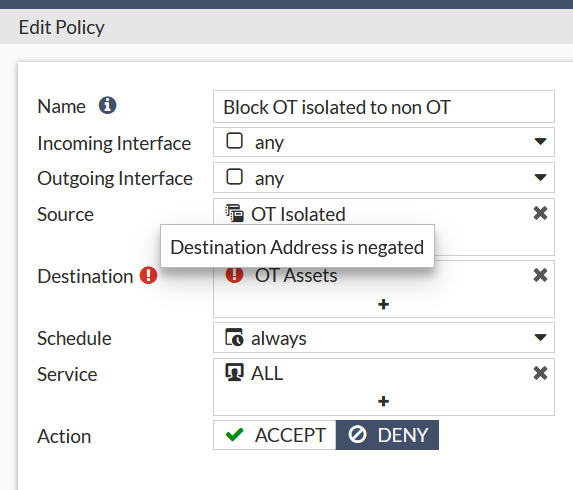 Edit Policy
Name
Block OT isolated to non OT
Incoming Interface
any
Outgoing Interface
any
Source
OT Isolated
Destination Address is negated
Destination
OT Assets
+
Schedule
always
Service
ALL
+
Action
ACCEPT
DENY